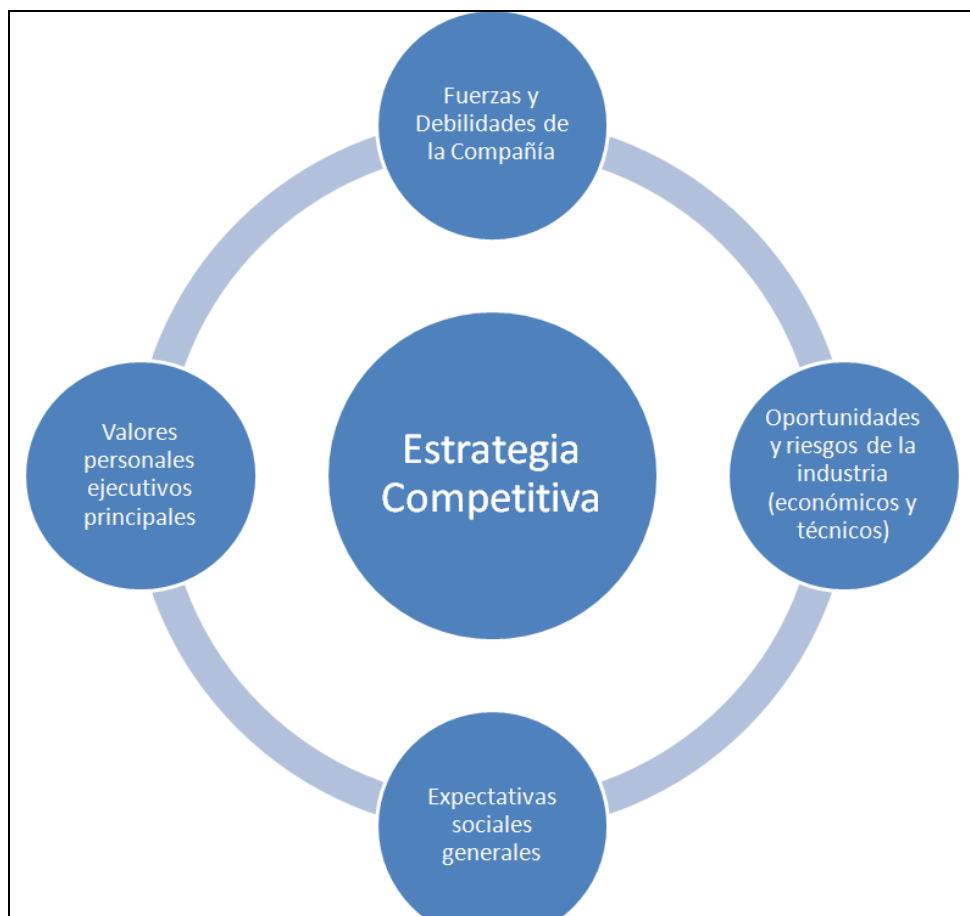 Fuerzas y
Debilidades de
la Compañía
Valores
personales
ejecutivos
principales
Estrategia
Competitiva
Oportunidades
y riesgos de la
industria
(económicos y
técnicos)
Expectativas
sociales
generales